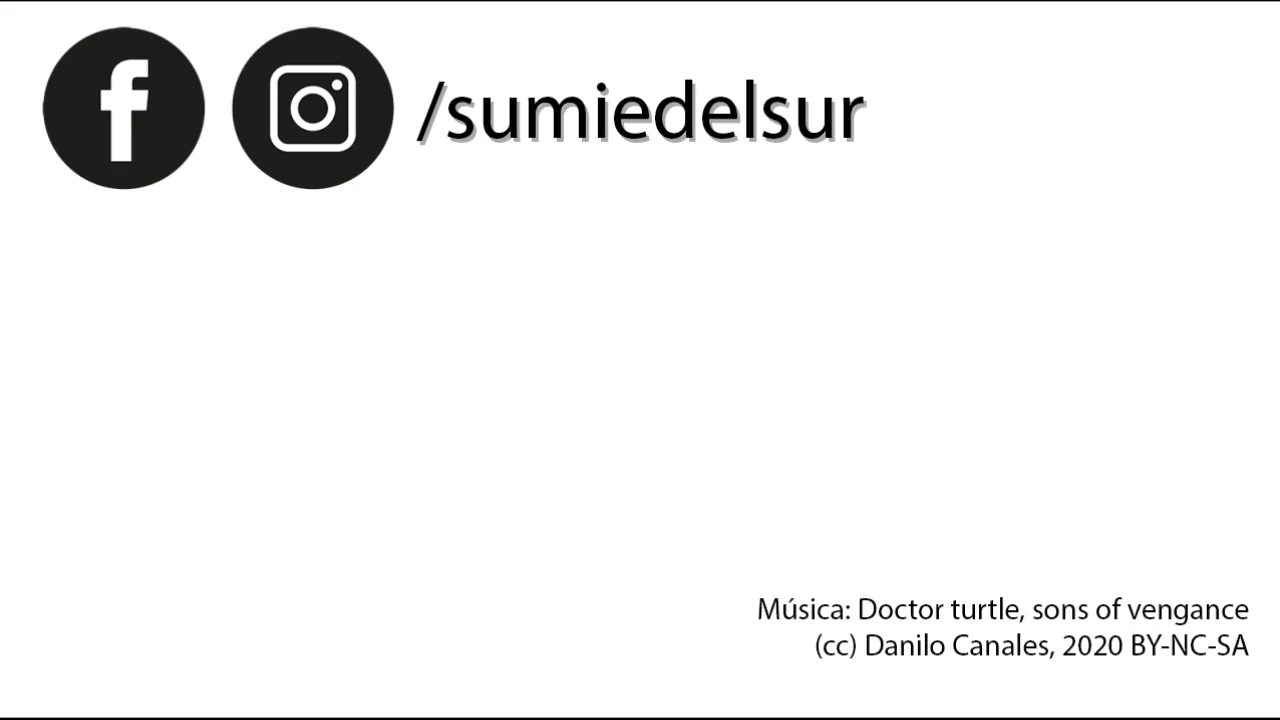 /sumiedelsur
Música: Doctor turtle, sons of vengance
(cc) Danilo Canales, 2020 BY-NC-SA